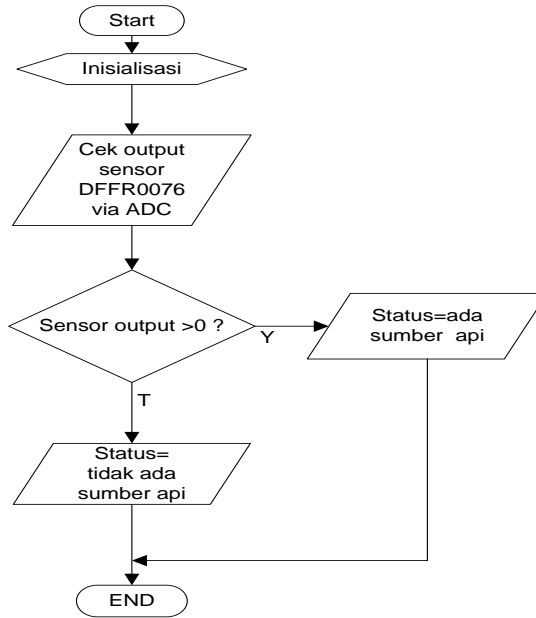 Start
Inisialisasi
Cek output
sensor
DFFR0076
via ADC
Sensor output >0 ?
Y
Status=ada
sumber api
T
Status=
tidak ada
sumber api
END